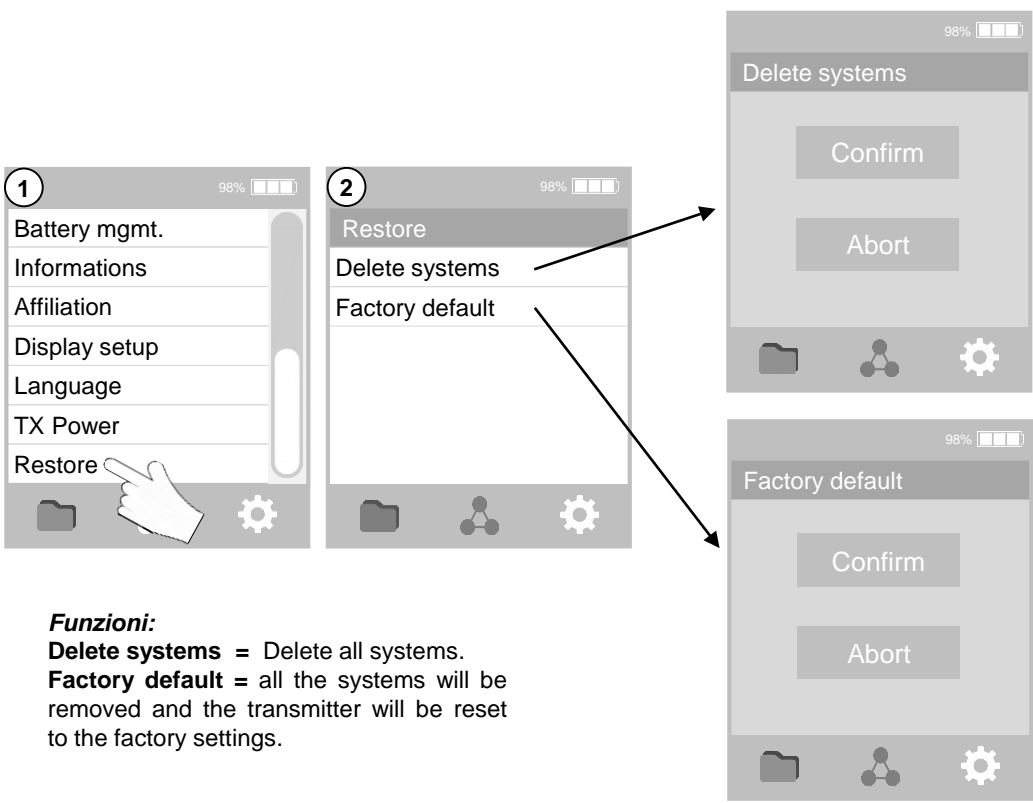 1
98%
Battery mgmt.
Informations
Affiliation
Display setup
Language
TX Power
Restore
2
98%
Restore
Delete systems
Factory default
98%
Delete systems
Confirm
Abort
98%
Factory default
Confirm
Abort
Funzioni:
Delete systems = Delete all systems.
Factory default = all the systems will be
removed and the transmitter will be reset
to the factory settings.